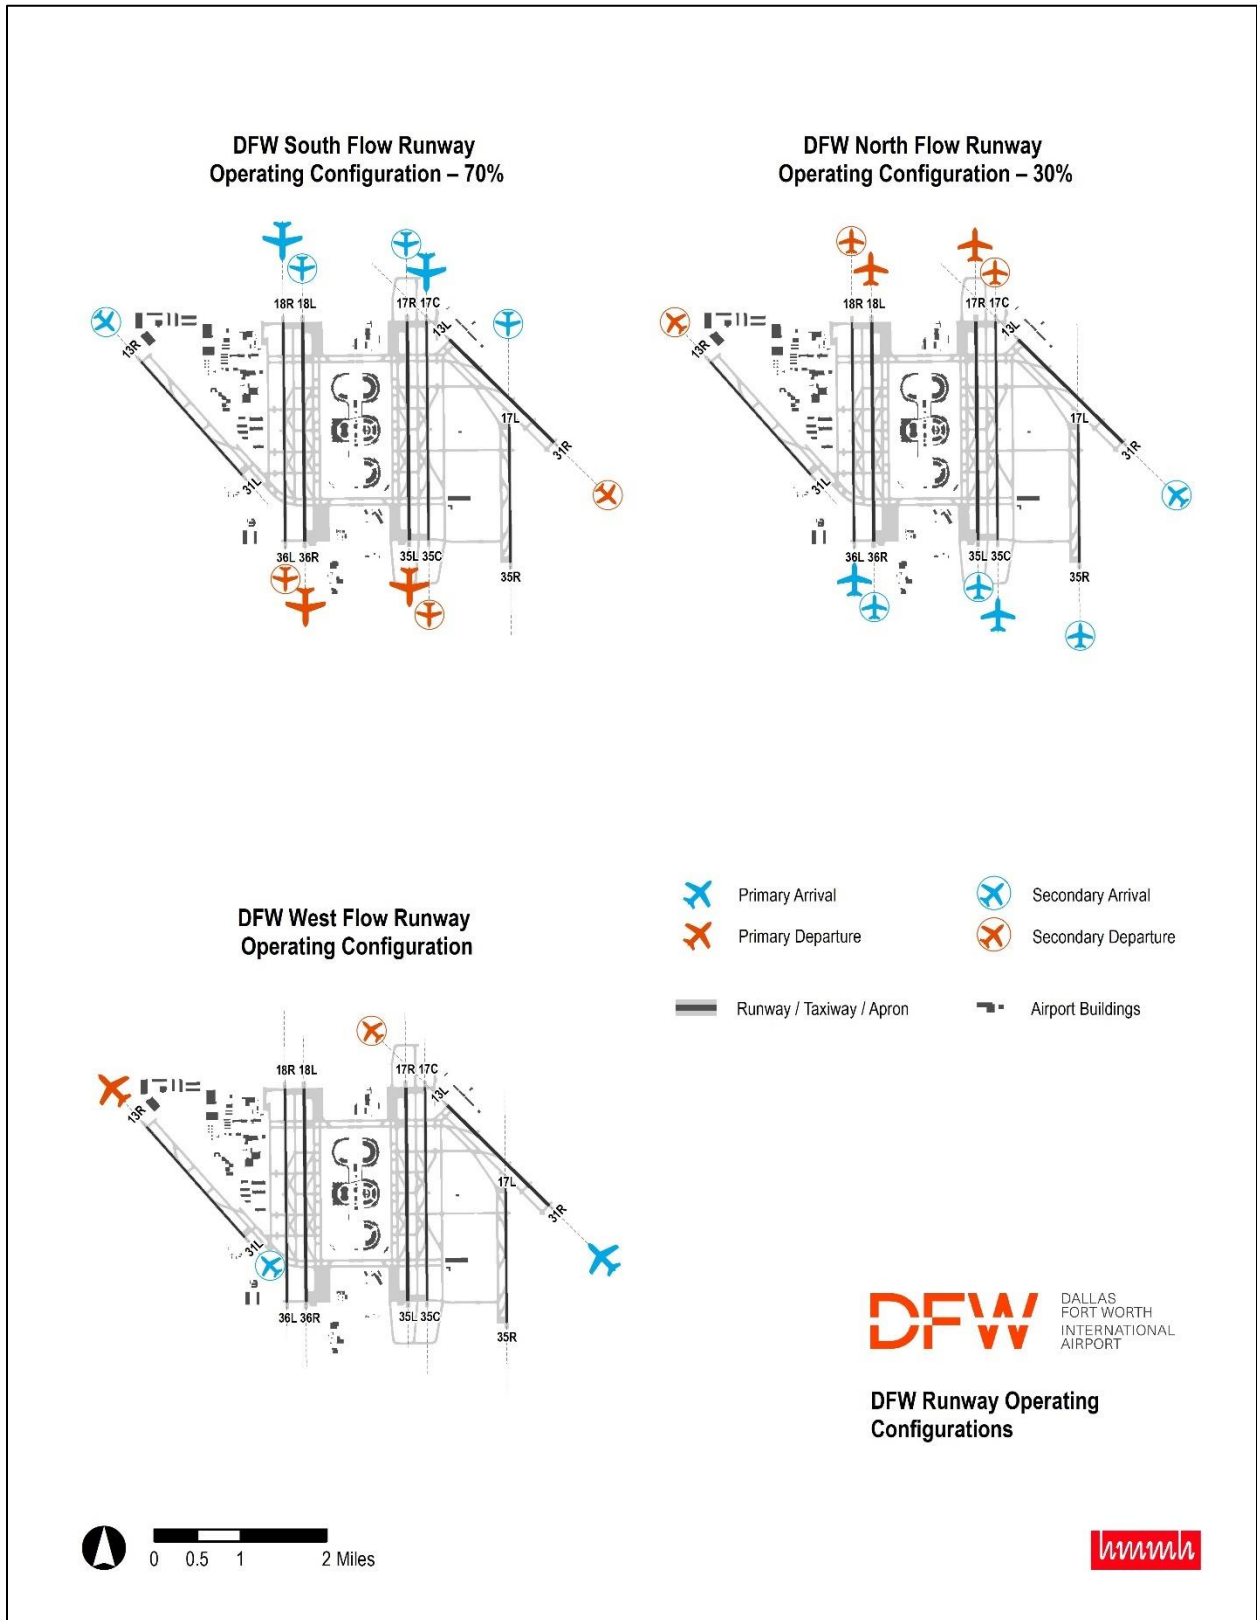 DFW South Flow Runway
Operating Configuration – 70%
18R 18L
17R 17C
13L
13R
17L
31R
31L
36L 36R
35L 35C
35R
DFW North Flow Runway
Operating Configuration – 30%
18R 18L
17R 17C
13L
13R
17L
31R
31L
36L 36R
35L 35C
35R
DFW West Flow Runway
Operating Configuration
18R 18L
17R 17C
13L
13R
17L
31R
31L
36L 36R
35L 35C
35R
Primary Arrival
Secondary Arrival
Primary Departure
Secondary Departure
Runway / Taxiway / Apron
Airport Buildings
DFW
DALLAS
FORT WORTH
INTERNATIONAL
AIRPORT
DFW Runway Operating
Configurations
0 0.5 1 2 Miles
hmmh